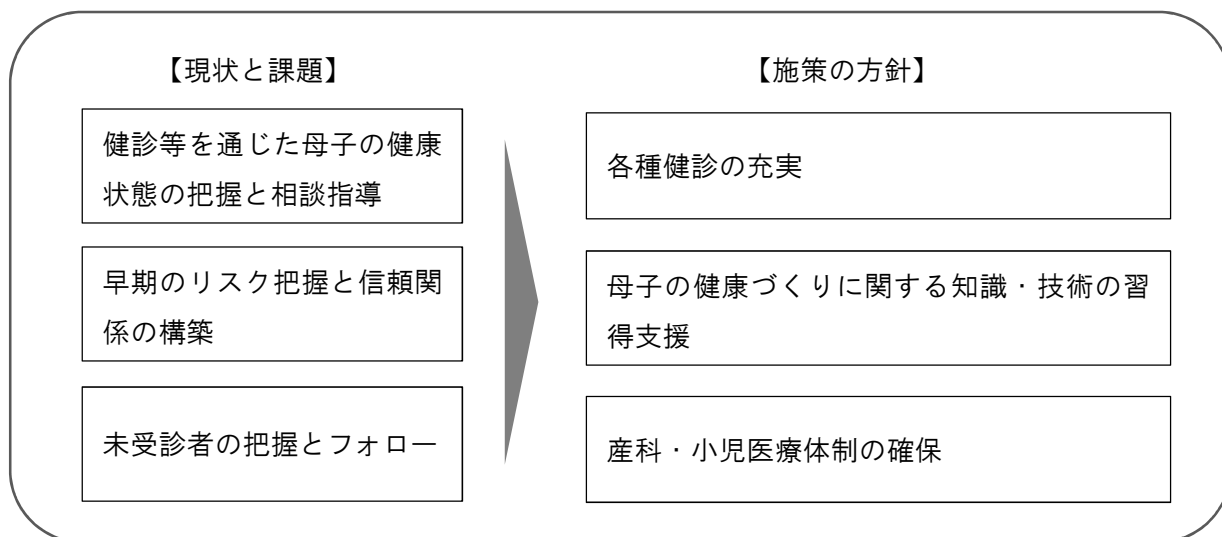 【現状と課題】
健診等を通じた母子の健康
状態の把握と相談指導
早期のリスク把握と信頼関
係の構築
未受診者の把握とフォロー
【施策の方針】
各種健診の充実
母子の健康づくりに関する知識・技術の習
得支援
産科・小児医療体制の確保